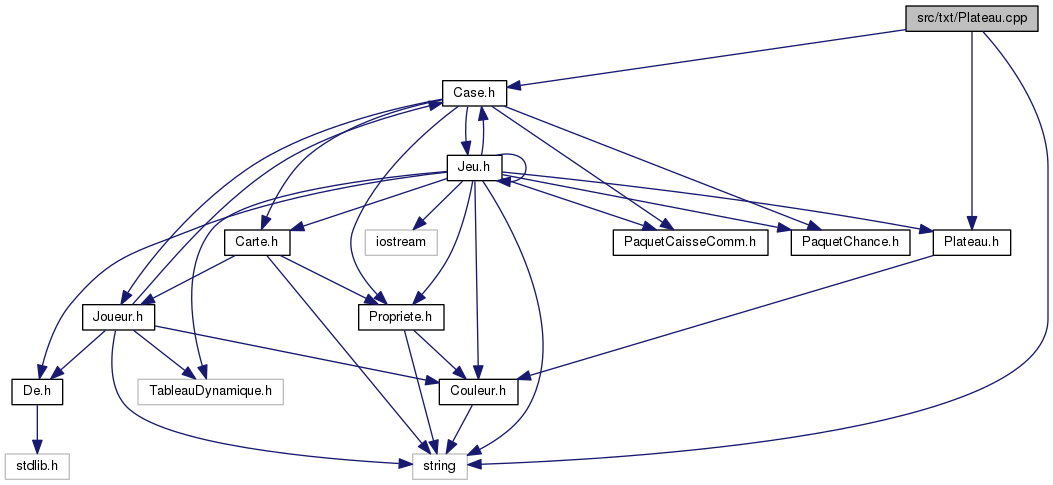 src/txt/Plateau.cpp
Case.h
Jeu.h
Carte.h
iostream
PaquetCaisseComm.h
PaquetChance.h
Plateau.h
Joueur.h
Propriete.h
De.h
TableauDynamique.h
Couleur.h
stdlib.h
string